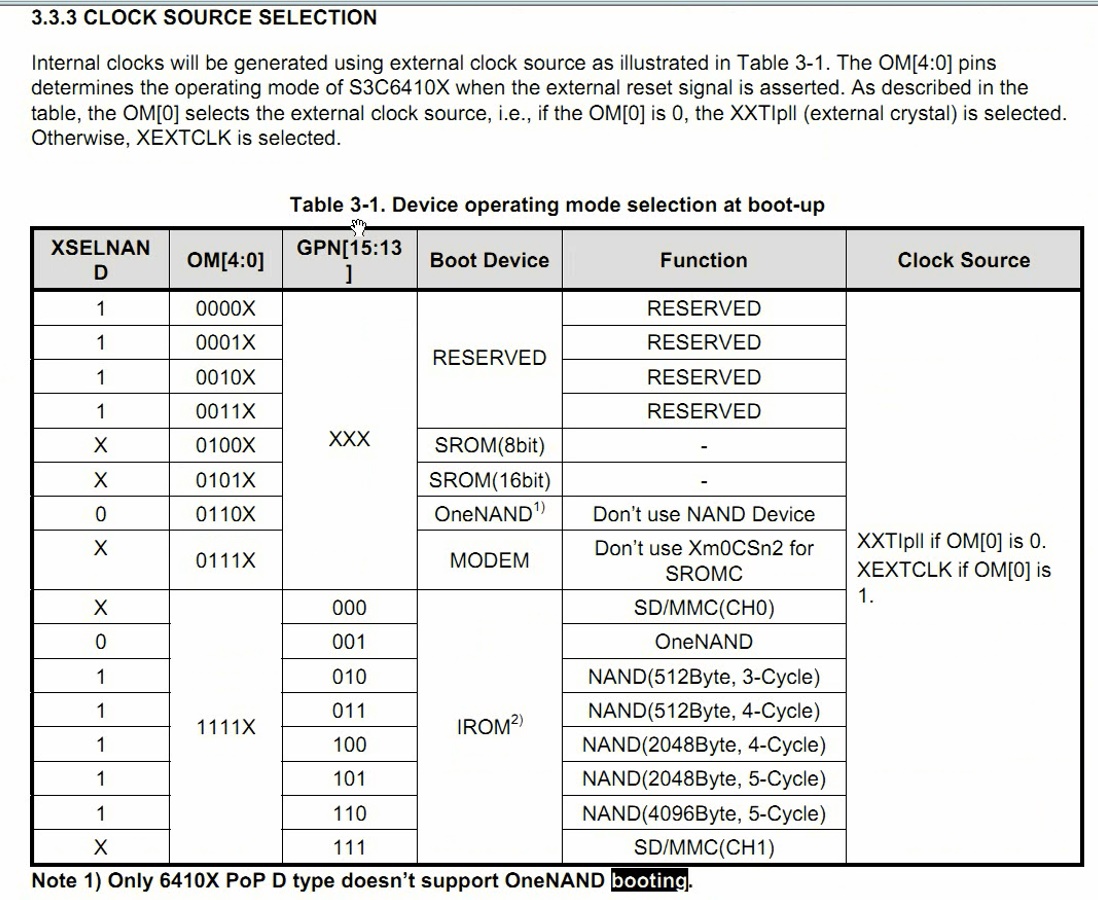 3.3.3 CLOCK SOURCE SELECTION
Internal clocks will be generated using external clock source as illustrated in Table 3-1. The OM[4:0] pins
determines the operating mode of S3C6410X when the external reset signal is asserted. As described in the
table, the OM[0] selects the external clock source, i.e., if the OM[0] is 0, the XXTIpll (external crystal) is selected.
Otherwise, XEXTCLK is selected.
Table 3-1. Device operating mode selection at boot-up
XSELNAN
D
OM[4:0]
GPN[15:13
]
Boot Device
Function
Clock Source
1
0000X
XXX
RESERVED
RESERVED
XXTIpll if OM[0] is 0.
XEXTCLK if OM[0] is
1.
1
0001X
RESERVED
1
0010X
RESERVED
1
0011X
RESERVED
X
0100X
SROM(8bit)
-
X
0101X
SROM(16bit)
-
0
0110X
OneNAND1)
Don't use NAND Device
X
0111X
MODEM
Don't use Xm0CSn2 for
SROMC
X
1111X
000
IROM2)
SD/MMC(CH0)
0
001
OneNAND
1
010
NAND(512Byte, 3-Cycle)
1
011
NAND(512Byte, 4-Cycle)
1
100
NAND(2048Byte, 4-Cycle)
1
101
NAND(2048Byte, 5-Cycle)
1
110
NAND(4096Byte, 5-Cycle)
X
111
SD/MMC(CH1)
Note 1) Only 6410X PoP D type doesn't support OneNAND booting.